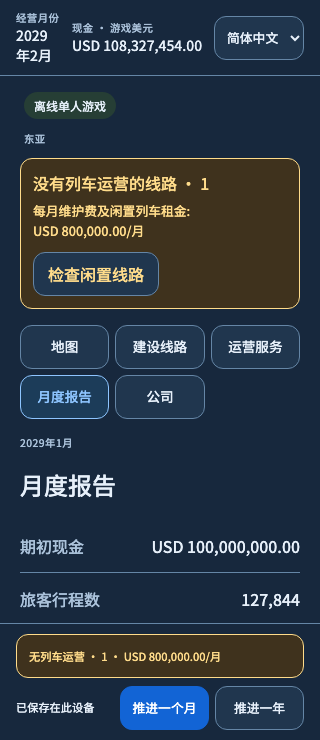 经营月份
2029
年2月
现金 · 游戏美元
USD 108,327,454.00
简体中文
离线单人游戏
东亚
没有列车运营的线路 · 1
每月维护费及闲置列车租金:
USD 800,000.00/月
检查闲置线路
地图
建设线路
运营服务
月度报告
公司
2029年1月
月度报告
期初现金
USD 100,000,000.00
旅客行程数
127,844
无列车运营 · 1 · USD 800,000.00/月
已保存在此设备
推进一个月
推进一年